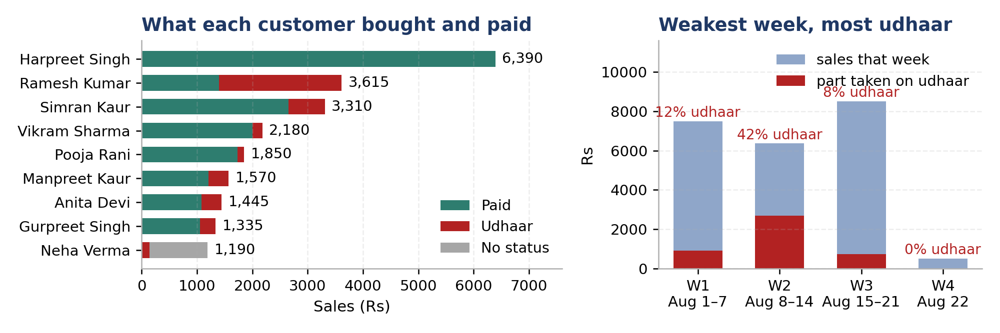 What each customer bought and paid
Harpreet Singh
6,390
Ramesh Kumar
3,615
Simran Kaur
3,310
Vikram Sharma
2,180
Pooja Rani
1,850
Manpreet Kaur
1,570
Anita Devi
1,445
Gurpreet Singh
1,335
Neha Verma
1,190
Paid
Udhaar
No status
0 1000 2000 3000 4000 5000 6000 7000
Sales (Rs)
Weakest week, most udhaar
sales that week
part taken on udhaar
Rs
10000
8000
6000
4000
2000
0
12% udhaar
42% udhaar
8% udhaar
0% udhaar
W1 W2 W3 W4
Aug 1–7 Aug 8–14 Aug 15–21 Aug 22